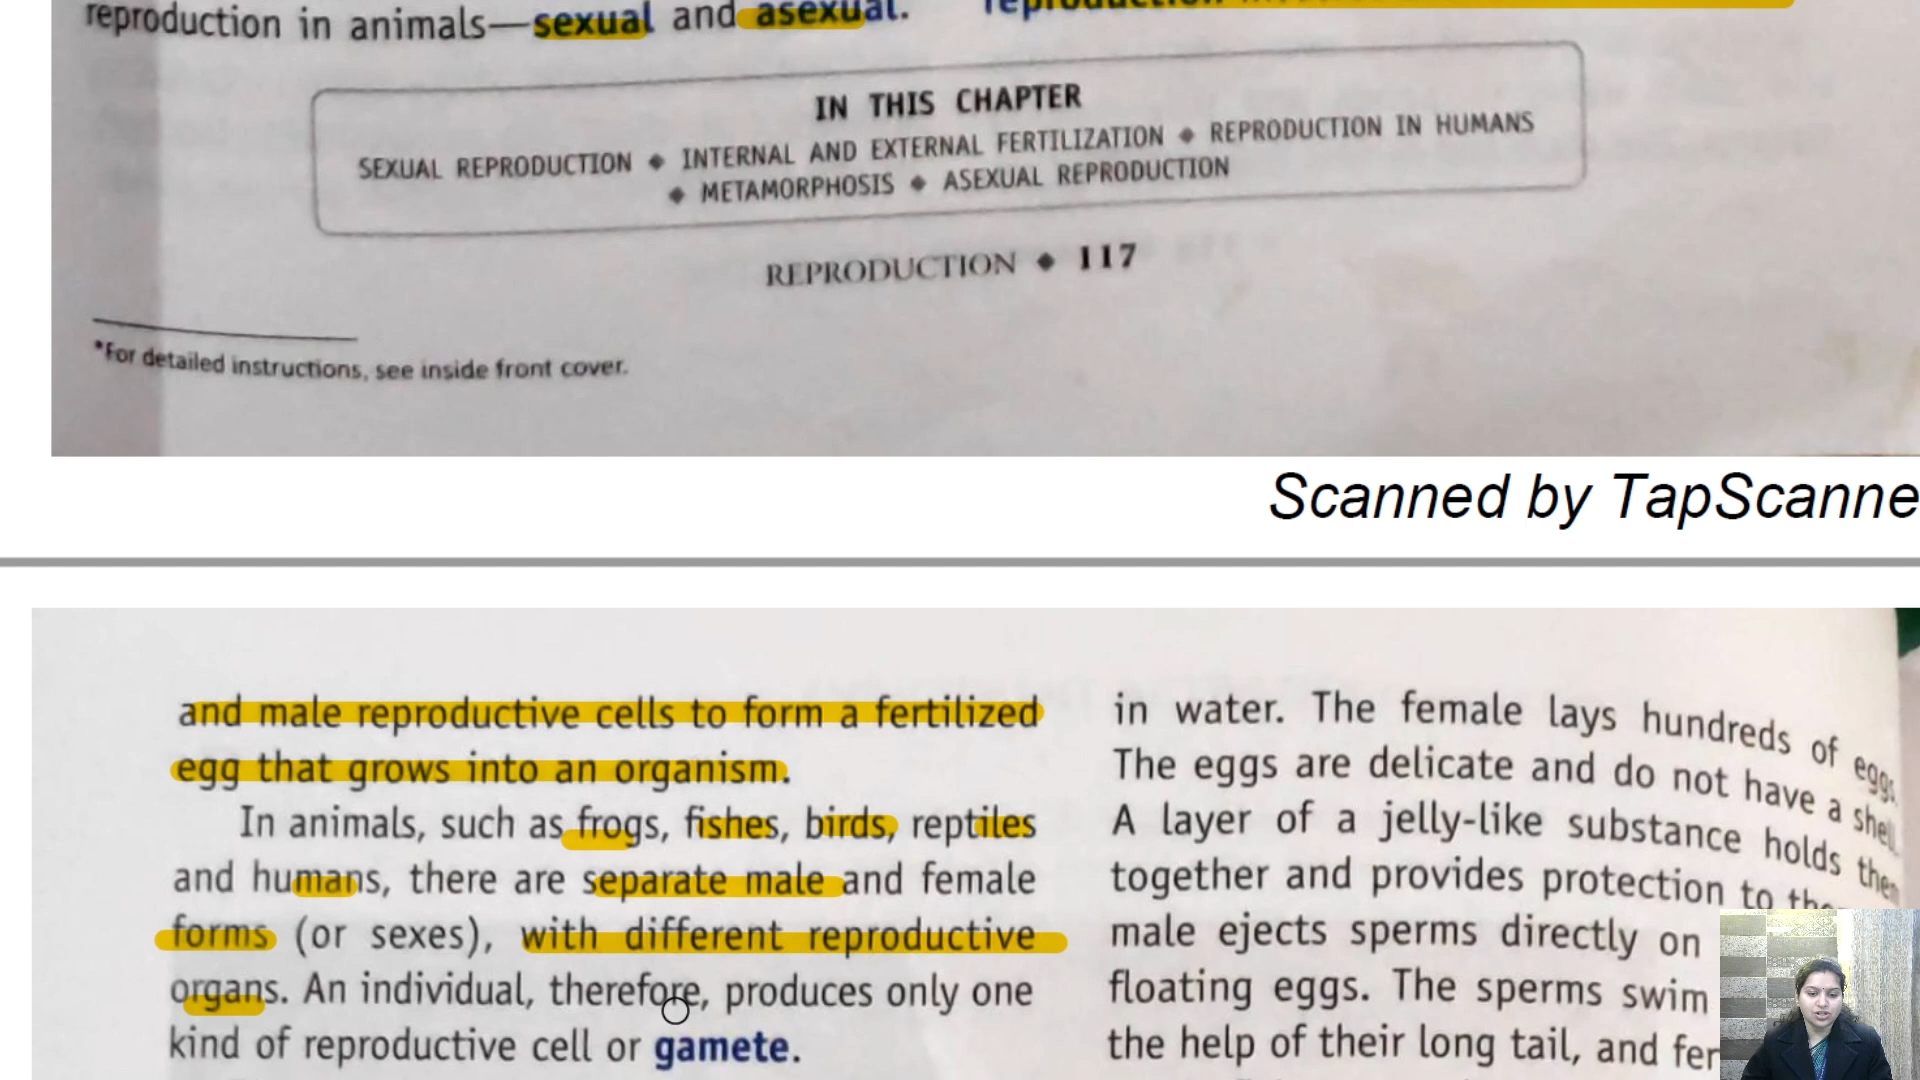 reproduction in animals—sexual and asexual.
IN THIS CHAPTER
SEXUAL REPRODUCTION ◆ INTERNAL AND EXTERNAL FERTILIZATION ◆ REPRODUCTION IN HUMANS
◆ METAMORPHOSIS ◆ ASEXUAL REPRODUCTION
REPRODUCTION ◆ 117
*For detailed instructions, see inside front cover.
Scanned by TapScanne
and male reproductive cells to form a fertilized
egg that grows into an organism.
In animals, such as frogs, fishes, birds, reptiles
and humans, there are separate male and female
forms (or sexes), with different reproductive
organs. An individual, therefore, produces only one
kind of reproductive cell or gamete.
in water. The female lays hundreds of eggs.
The eggs are delicate and do not have a shell.
A layer of a jelly-like substance holds them
together and provides protection to
male ejects sperms directly on
floating eggs. The sperms swim
the help of their long tail, and